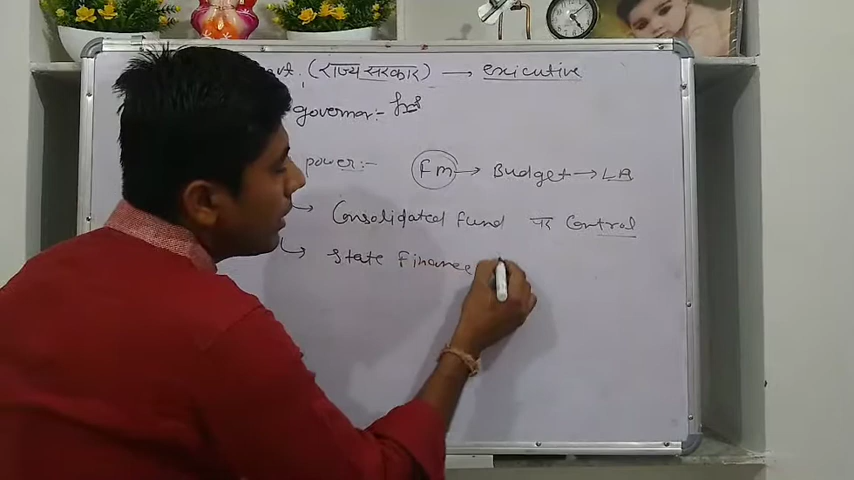 (राज्य सरकार) → executive
governor:-
power:- Fm → Budget → LA
→ Consolidated Fund पर Control
→ State Finance